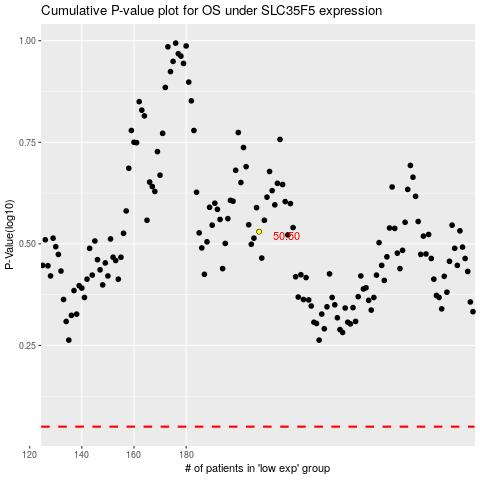 Cumulative P-value plot for OS under SLC35F5 expression
P-Value(log10)
1.00
0.75
0.50
0.25
50:50
120 140 160 180
# of patients in 'low exp' group